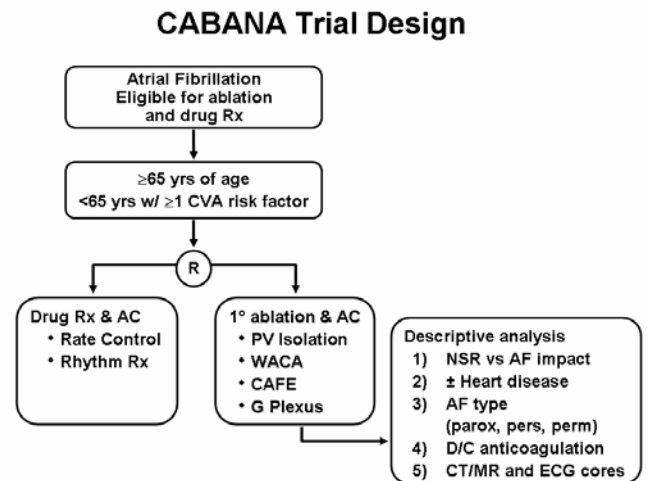 CABANA Trial Design
Atrial Fibrillation
Eligible for ablation
and drug Rx
≥65 yrs of age
<65 yrs w/ ≥1 CVA risk factor
R
Drug Rx & AC
• Rate Control
• Rhythm Rx
1º ablation & AC
• PV Isolation
• WACA
• CAFE
• G Plexus
Descriptive analysis
1) NSR vs AF impact
2) ± Heart disease
3) AF type
(parox, pers, perm)
4) D/C anticoagulation
5) CT/MR and ECG cores